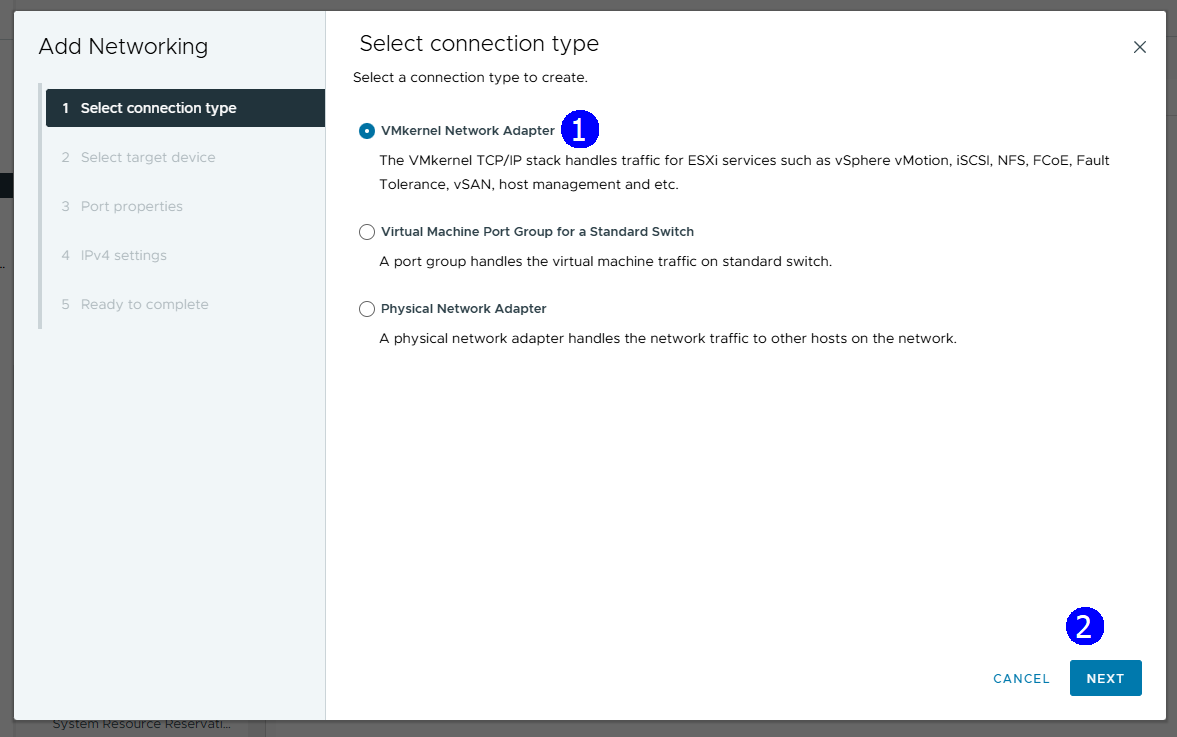 Add Networking
1 Select connection type
2 Select target device
3 Port properties
4 IPv4 settings
5 Ready to complete
Select connection type
Select a connection type to create.
VMkernel Network Adapter 1
The VMkernel TCP/IP stack handles traffic for ESXi services such as vSphere vMotion, iSCSI, NFS, FCoE, Fault
Tolerance, vSAN, host management and etc.
Virtual Machine Port Group for a Standard Switch
A port group handles the virtual machine traffic on standard switch.
Physical Network Adapter
A physical network adapter handles the network traffic to other hosts on the network.
2
CANCEL NEXT
System Resource Reservati...